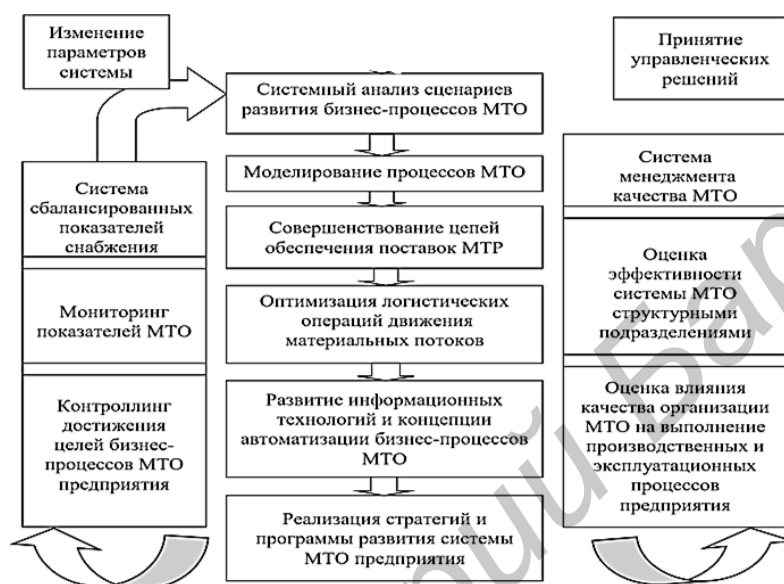 Изменение
параметров
системы
Принятие
управленческих
решений
Системный анализ сценариев
развития бизнес-процессов МТО
Моделирование процессов МТО
Совершенствование цепей
обеспечения поставок МТР
Оптимизация логистических
операций движения
материальных потоков
Развитие информационных
технологий и концепции
автоматизации бизнес-процессов
МТО
Реализация стратегий и
программы развития системы
МТО предприятия
Система
сбалансированных
показателей
снабжения
Мониторинг
показателей МТО
Контроллинг
достижения
целей бизнес-
процессов МТО
предприятия
Система
менеджмента
качества МТО
Оценка
эффективности
системы МТО
структурными
подразделениями
Оценка влияния
качества организации
МТО на выполнение
производственных и
эксплуатационных
процессов
предприятия